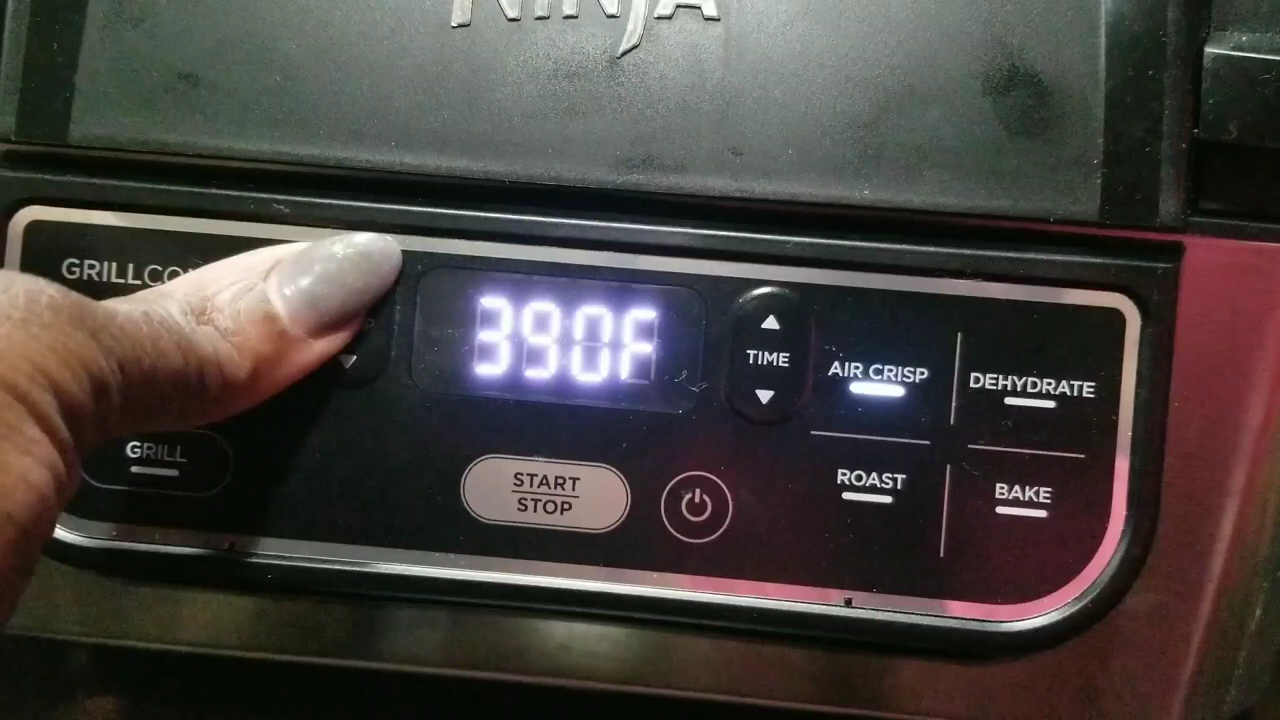 NINJA
GRILLCO
390F
TIME
AIR CRISP
DEHYDRATE
GRILL
START
STOP
ROAST
BAKE